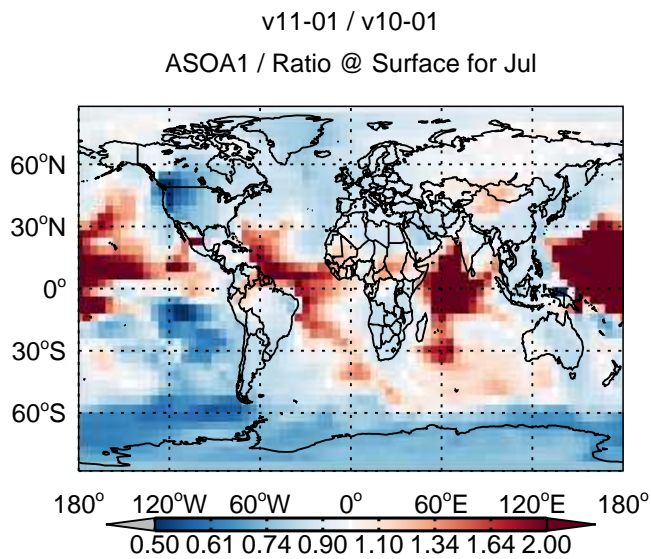 v11-01 / v10-01
ASOA1 / Ratio @ Surface for Jul
60°N
30°N
0°
30°S
60°S
180° 120°W 60°W 0° 60°E 120°E 180°
0.50 0.61 0.74 0.90 1.10 1.34 1.64 2.00